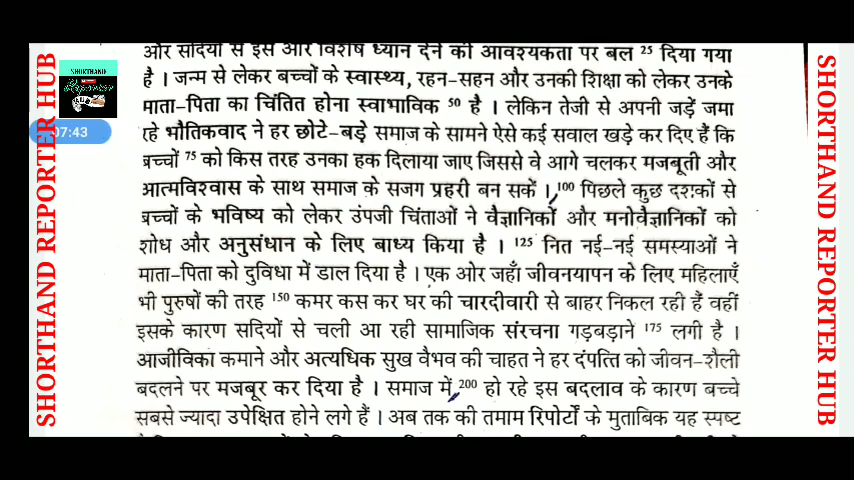 और सदियों से इस ओर विशेष ध्यान देने की आवश्यकता पर बल 25 दिया गया
है । जन्म से लेकर बच्चों के स्वास्थ्य, रहन-सहन और उनकी शिक्षा को लेकर उनके
माता-पिता का चिंतित होना स्वाभाविक 50 है । लेकिन तेजी से अपनी जड़ें जमा
रहे भौतिकवाद ने हर छोटे-बड़े समाज के सामने ऐसे कई सवाल खड़े कर दिए हैं कि
बच्चों 75 को किस तरह उनका हक दिलाया जाए जिससे वे आगे चलकर मजबूती और
आत्मविश्वास के साथ समाज के सजग प्रहरी बन सकें । 100 पिछले कुछ दशकों से
बच्चों के भविष्य को लेकर उंपजी चिंताओं ने वैज्ञानिकों और मनोवैज्ञानिकों को
शोध और अनुसंधान के लिए बाध्य किया है । 125 नित नई-नई समस्याओं ने
माता-पिता को दुविधा में डाल दिया है । एक ओर जहाँ जीवनयापन के लिए महिलाएँ
भी पुरुषों की तरह 150 कमर कस कर घर की चारदीवारी से बाहर निकल रही हैं वहीं
इसके कारण सदियों से चली आ रही सामाजिक संरचना गड़बड़ाने 175 लगी है ।
आजीविका कमाने और अत्यधिक सुख वैभव की चाहत ने हर दंपत्ति को जीवन-शैली
बदलने पर मजबूर कर दिया है । समाज में 200 हो रहे इस बदलाव के कारण बच्चे
सबसे ज्यादा उपेक्षित होने लगे हैं । अब तक की तमाम रिपोर्टों के मुताबिक यह स्पष्ट
SHORTHAND REPORTER HUB
SHORTHAND
Reporter
HUB
07:43
SHORTHAND REPORTER HUB